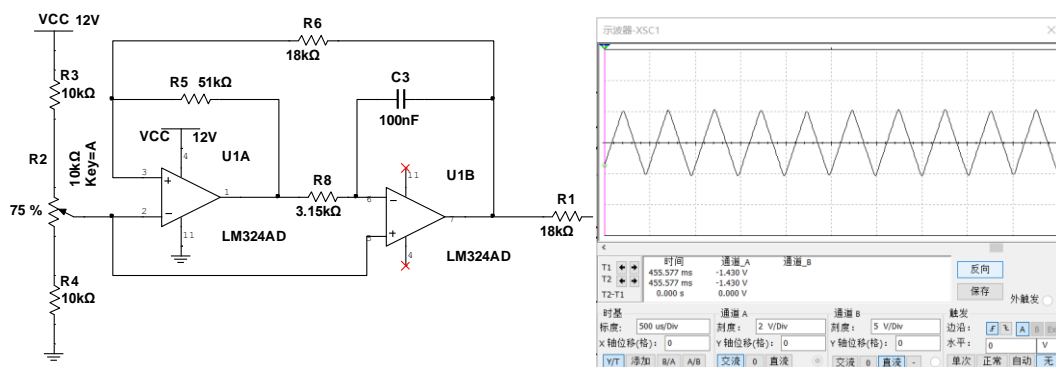 VCC 12V
R3
10kΩ
R2
10kΩ
Key=A
75 %
R4
10kΩ
R6
18kΩ
R5 51kΩ
VCC 12V
U1A
4
3
2
1
11
LM324AD
R8
3.15kΩ
C3
100nF
U1B
11
6
5
7
4
LM324AD
R1
18kΩ
示波器-XSC1
时间 通道_A 通道_B
T1 455.577 ms -1.430 V
T2 455.577 ms -1.430 V
T2-T1 0.000 s 0.000 V
反向
保存
外触发
时基 通道 A 通道 B 触发
标度: 500 us/Div 刻度: 2 V/Div 刻度: 5 V/Div 边沿: A B
X 轴位移(格): 0 Y 轴位移(格): 0 Y 轴位移(格): 0 水平: 0 V
Y/T 添加 B/A A/B 交流 0 直流 交流 0 直流 - 单次 正常 自动 无